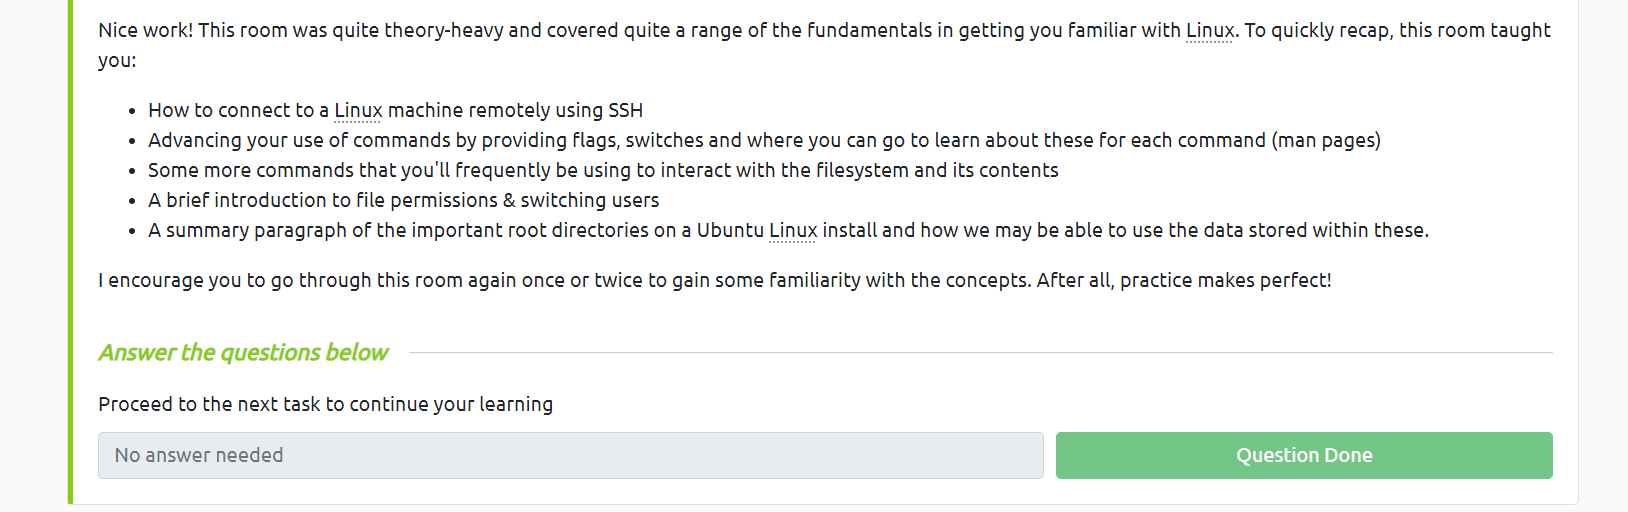 Nice work! This room was quite theory-heavy and covered quite a range of the fundamentals in getting you familiar with Linux. To quickly recap, this room taught
you:
• How to connect to a Linux machine remotely using SSH
• Advancing your use of commands by providing flags, switches and where you can go to learn about these for each command (man pages)
• Some more commands that you'll frequently be using to interact with the filesystem and its contents
• A brief introduction to file permissions & switching users
• A summary paragraph of the important root directories on a Ubuntu Linux install and how we may be able to use the data stored within these.
I encourage you to go through this room again once or twice to gain some familiarity with the concepts. After all, practice makes perfect!
Answer the questions below
Proceed to the next task to continue your learning
No answer needed
Question Done